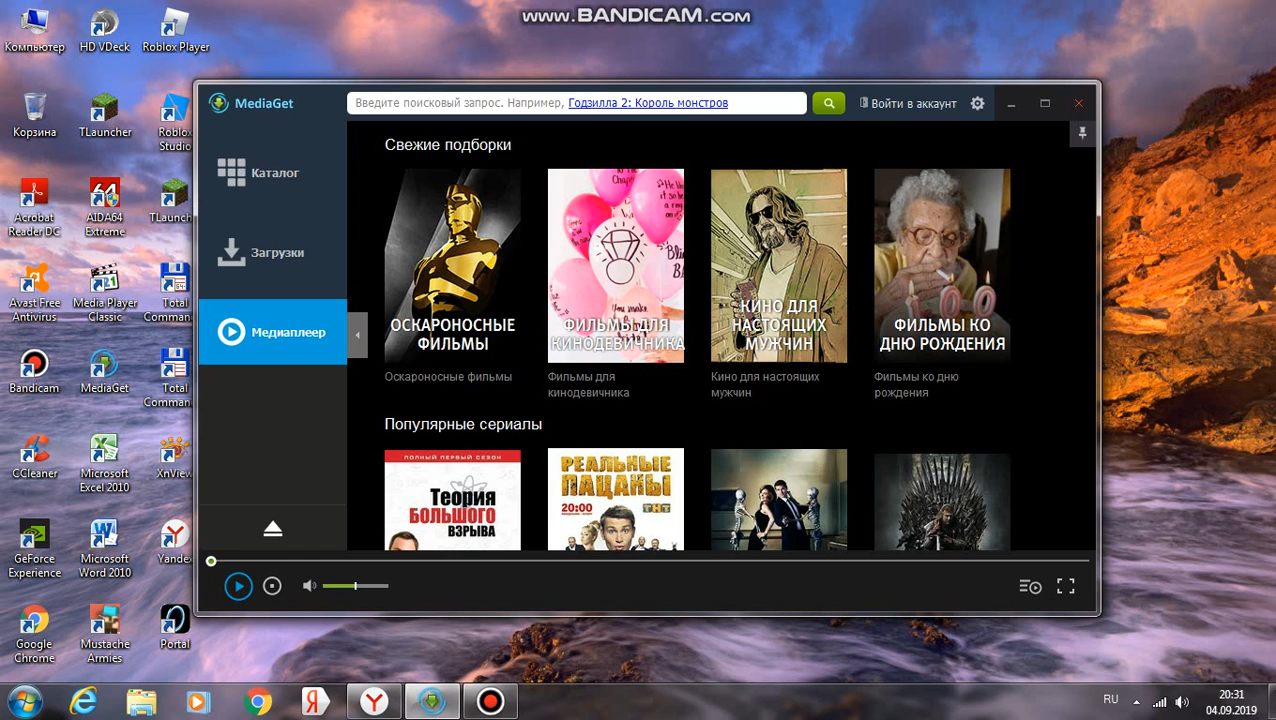 www.BANDICAM.com
Компьютер
HD VDeck
Roblox Player
Корзина
TLauncher
Roblox
Studio
Acrobat
Reader DC
AIDA64
Extreme
TLaunch
Avast Free
Antivirus
Media Player
Classic
Total
Comman
Bandicam
MediaGet
Total
Comman
CCleaner
Microsoft
Excel 2010
XnView
GeForce
Experience
Microsoft
Word 2010
Yande
Google
Chrome
Mustache
Armies
Portal
MediaGet
Введите поисковый запрос. Например, Годзилла 2: Король монстров
Войти в аккаунт
Каталог
Загрузки
Медиаплеер
Свежие подборки
ОСКАРОНОСНЫЕ
ФИЛЬМЫ
ФИЛЬМЫ ДЛЯ
КИНОДЕВИЧНИКА
КИНО ДЛЯ
НАСТОЯЩИХ
МУЖЧИН
ФИЛЬМЫ КО
ДНЮ РОЖДЕНИЯ
Оскароносные фильмы
Фильмы для
кинодевичника
Кино для настоящих
мужчин
Фильмы ко дню
рождения
Популярные сериалы
ПОЛНЫЙ ПЕРВЫЙ СЕЗОН
Теория
БОЛЬШОГО
ВЗРЫВА
РЕАЛЬНЫЕ
ПАЦАНЫ
20:00
ТНТ
RU
20:31
04.09.2019